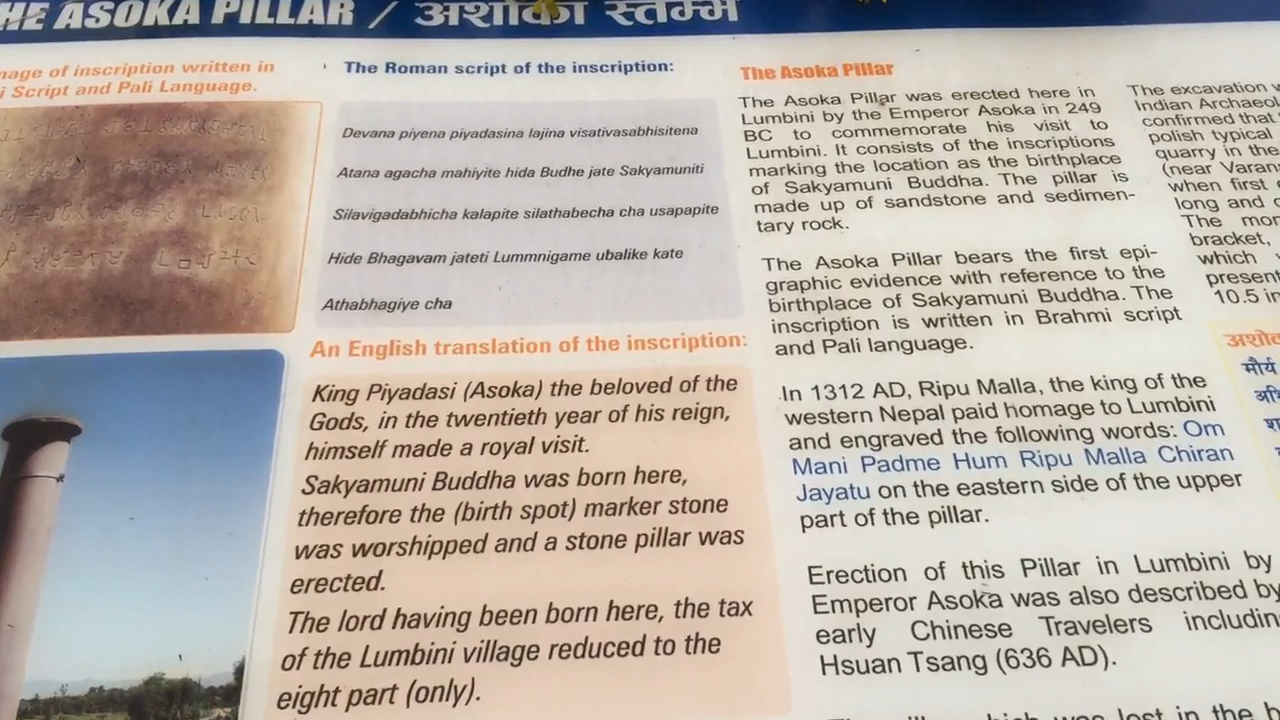 THE ASOKA PILLAR / अशोका स्तम्भ
image of inscription written in
Script and Pali Language.
The Roman script of the inscription:
Devana piyena piyadasina lajina visativasabhisitena
Atana agacha mahiyite hida Budhe jate Sakyamuniti
Silavigadabhicha kalapite silathabecha cha usapapite
Hide Bhagavam jateti Lummnigame ubalike kate
Athabhagiye cha
An English translation of the inscription:
King Piyadasi (Asoka) the beloved of the
Gods, in the twentieth year of his reign,
himself made a royal visit.
Sakyamuni Buddha was born here,
therefore the (birth spot) marker stone
was worshipped and a stone pillar was
erected.
The lord having been born here, the tax
of the Lumbini village reduced to the
eight part (only).
The Asoka Pillar
The Asoka Pillar was erected here in
Lumbini by the Emperor Asoka in 249
BC to commemorate his visit to
Lumbini. It consists of the inscriptions
marking the location as the birthplace
of Sakyamuni Buddha. The pillar is
made up of sandstone and sedimen-
tary rock.
The Asoka Pillar bears the first epi-
graphic evidence with reference to the
birthplace of Sakyamuni Buddha. The
inscription is written in Brahmi script
and Pali language.
In 1312 AD, Ripu Malla, the king of the
western Nepal paid homage to Lumbini
and engraved the following words: Om
Mani Padme Hum Ripu Malla Chiran
Jayatu on the eastern side of the upper
part of the pillar.
Erection of this Pillar in Lumbini by
Emperor Asoka was also described by
early Chinese Travelers including
Hsuan Tsang (636 AD).
which was lost in the
The excavation
Indian Archaeol
confirmed that
polish typical
quarry in the
(near Varan
when first
long and
The mor
bracket,
which
present
10.5 in
अशोक
मौर्य